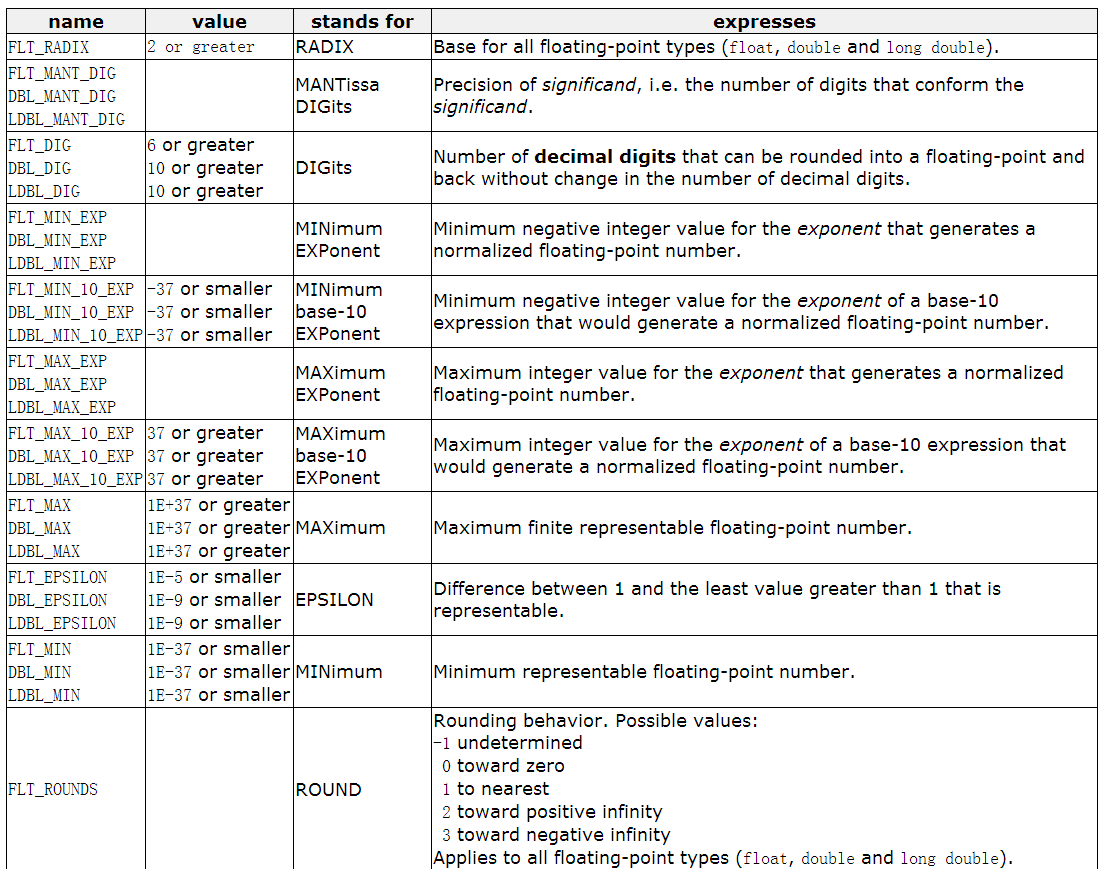 name value stands for expresses
FLT_RADIX 2 or greater RADIX Base for all floating-point types (float, double and long double).
FLT_MANT_DIG
DBL_MANT_DIG
LDBL_MANT_DIG
MANTissa
DIGits
Precision of significand, i.e. the number of digits that conform the
significand.
FLT_DIG
DBL_DIG
LDBL_DIG
6 or greater
10 or greater
10 or greater
DIGits
Number of decimal digits that can be rounded into a floating-point and
back without change in the number of decimal digits.
FLT_MIN_EXP
DBL_MIN_EXP
LDBL_MIN_EXP
MINimum
EXPonent
Minimum negative integer value for the exponent that generates a
normalized floating-point number.
FLT_MIN_10_EXP
DBL_MIN_10_EXP
LDBL_MIN_10_EXP
-37 or smaller
-37 or smaller
-37 or smaller
MINimum
base-10
EXPonent
Minimum negative integer value for the exponent of a base-10
expression that would generate a normalized floating-point number.
FLT_MAX_EXP
DBL_MAX_EXP
LDBL_MAX_EXP
MAXimum
EXPonent
Maximum integer value for the exponent that generates a normalized
floating-point number.
FLT_MAX_10_EXP
DBL_MAX_10_EXP
LDBL_MAX_10_EXP
37 or greater
37 or greater
37 or greater
MAXimum
base-10
EXPonent
Maximum integer value for the exponent of a base-10 expression that
would generate a normalized floating-point number.
FLT_MAX
DBL_MAX
LDBL_MAX
1E+37 or greater
1E+37 or greater
1E+37 or greater
MAXimum
Maximum finite representable floating-point number.
FLT_EPSILON
DBL_EPSILON
LDBL_EPSILON
1E-5 or smaller
1E-9 or smaller
1E-9 or smaller
EPSILON
Difference between 1 and the least value greater than 1 that is
representable.
FLT_MIN
DBL_MIN
LDBL_MIN
1E-37 or smaller
1E-37 or smaller
1E-37 or smaller
MINimum
Minimum representable floating-point number.
FLT_ROUNDS
ROUND
Rounding behavior. Possible values:
-1 undetermined
0 toward zero
1 to nearest
2 toward positive infinity
3 toward negative infinity
Applies to all floating-point types (float, double and long double).